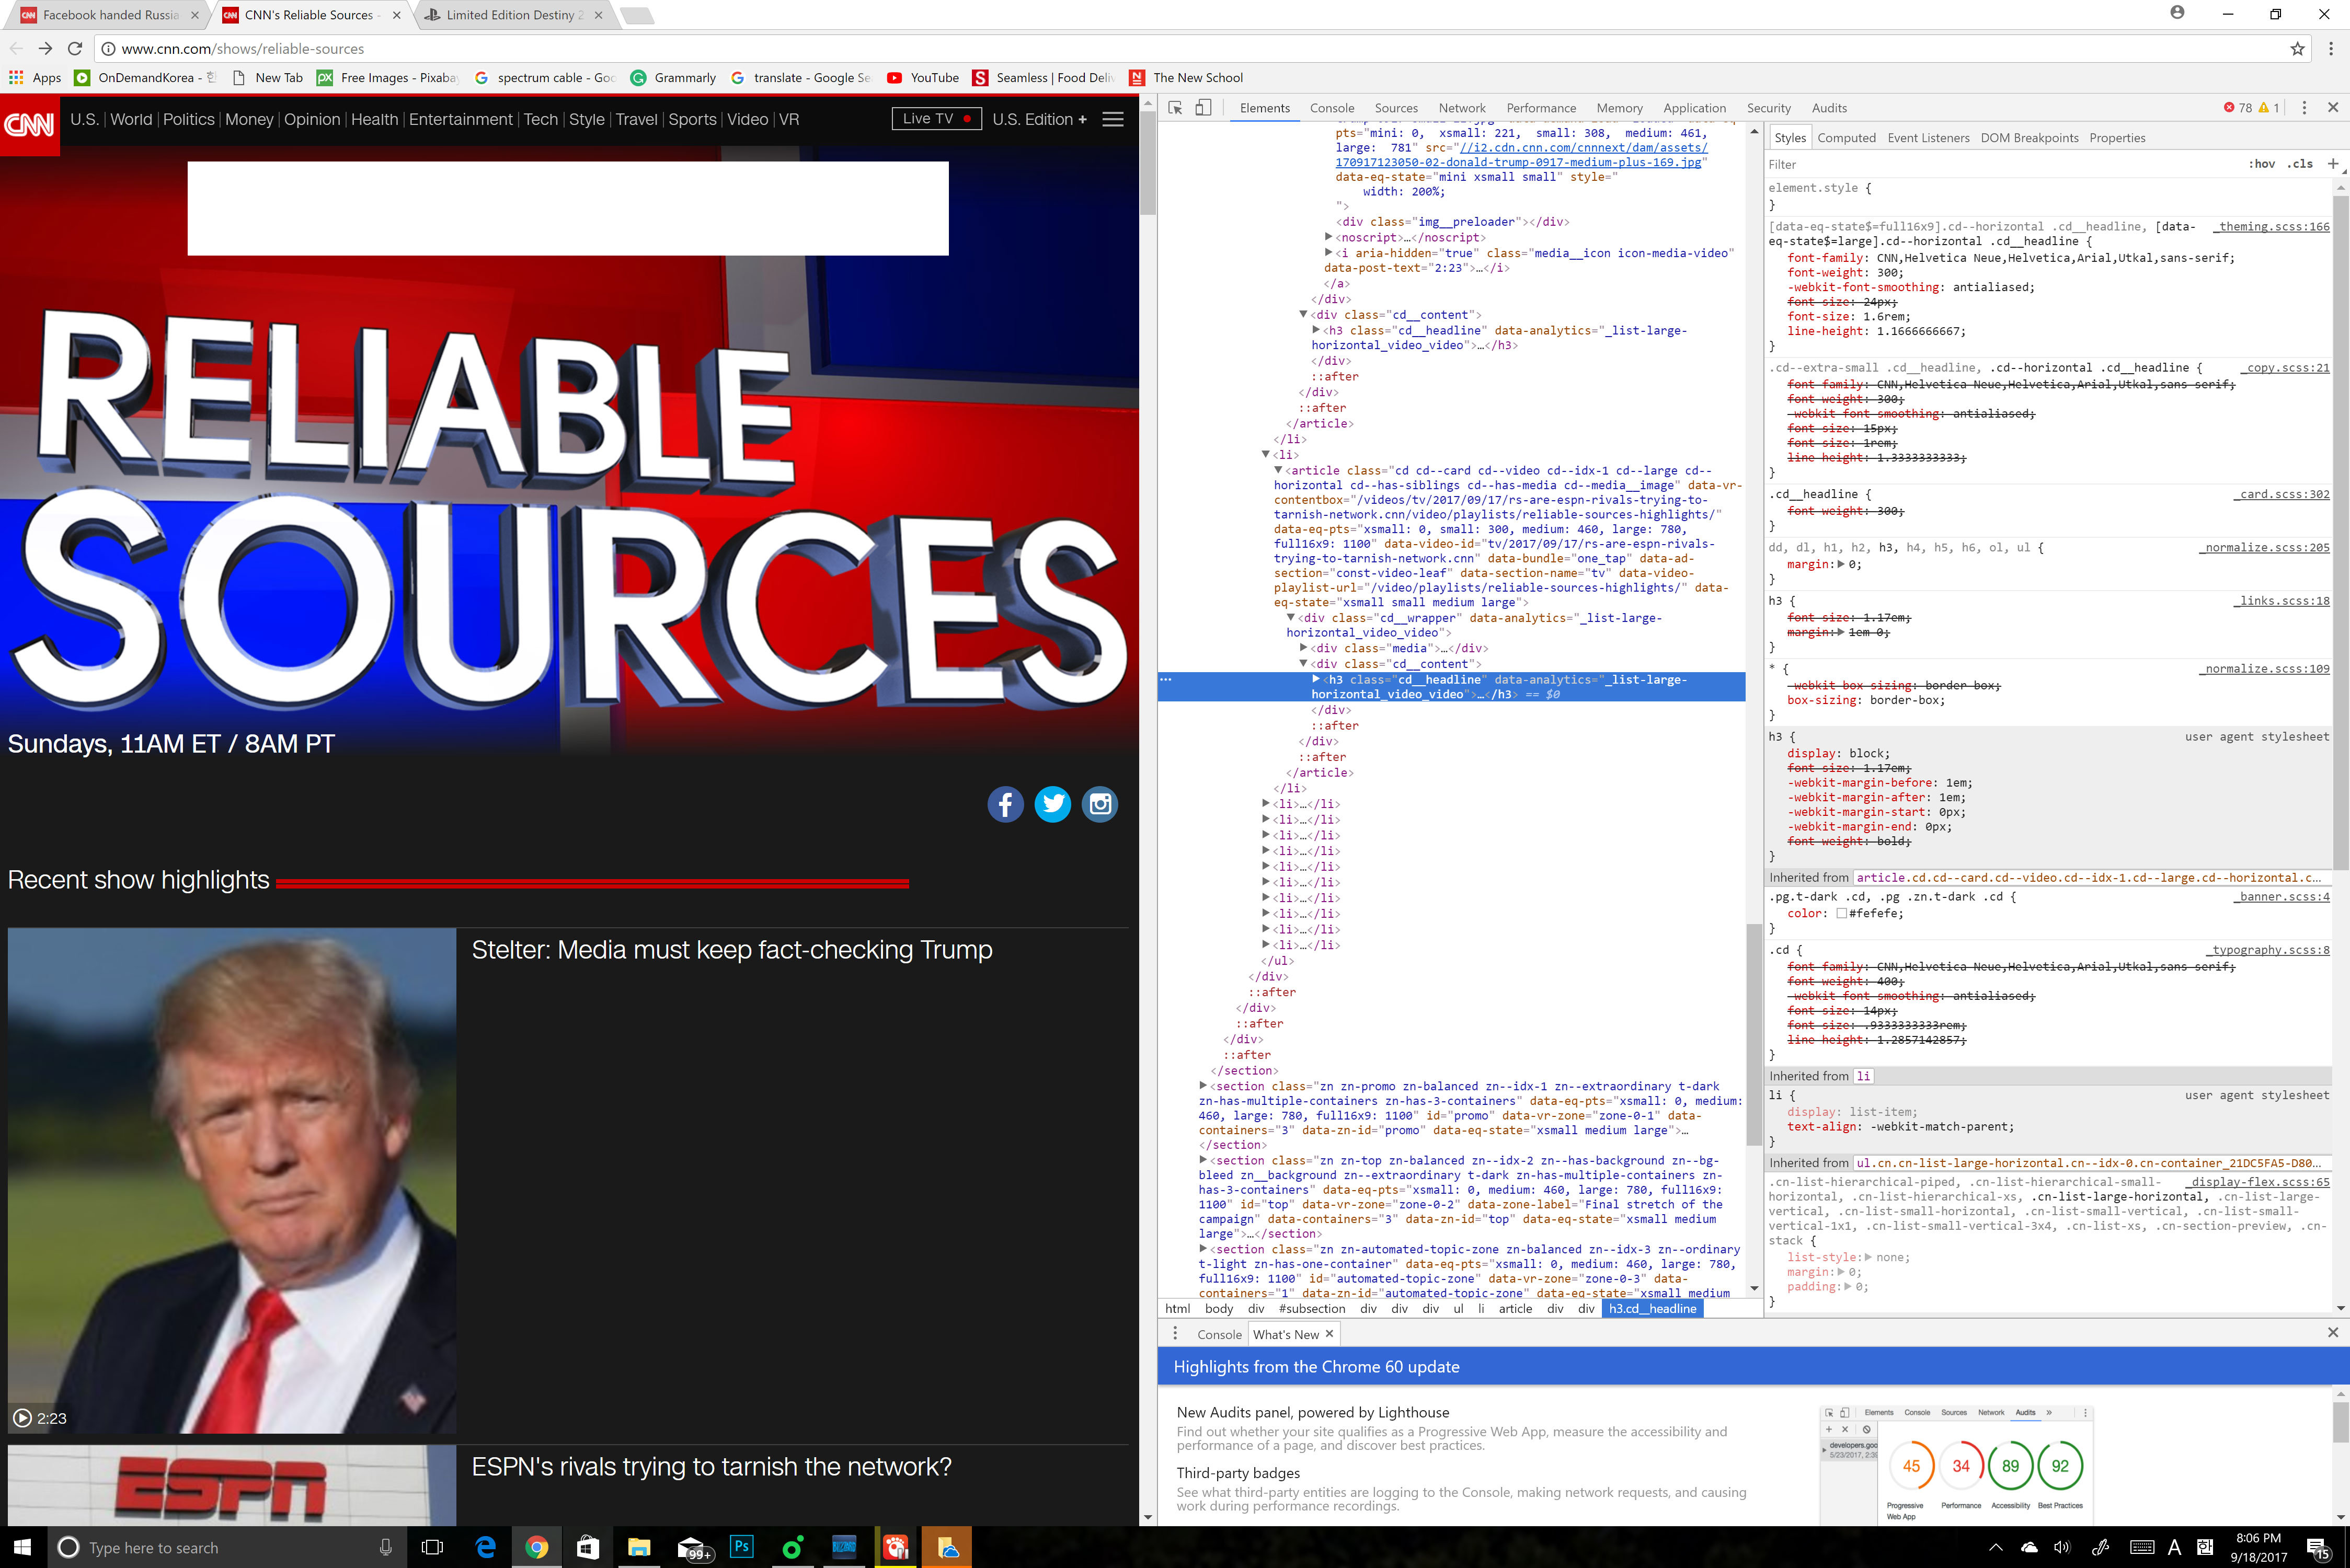 Facebook handed Russia
CNN's Reliable Sources -
Limited Edition Destiny 2
www.cnn.com/shows/reliable-sources
Apps
OnDemandKorea - 한
New Tab
Free Images - Pixabay
spectrum cable - Goo
Grammarly
translate - Google Se
YouTube
Seamless | Food Deliv
The New School
CNN
U.S. | World | Politics | Money | Opinion | Health | Entertainment | Tech | Style | Travel | Sports | Video | VR
Live TV
U.S. Edition +
RELIABLE
SOURCES
Sundays, 11AM ET / 8AM PT
Recent show highlights
Stelter: Media must keep fact-checking Trump
2:23
ESPN
ESPN's rivals trying to tarnish the network?
Elements Console Sources Network Performance Memory Application Security Audits
78 1
pts="mini: 0, xsmall: 221, small: 308, medium: 461,
large: 781" src="//i2.cdn.cnn.com/cnnnext/dam/assets/
170917123050-02-donald-trump-0917-medium-plus-169.jpg"
data-eq-state="mini xsmall small" style="
width: 200%;
">
<div class="img__preloader"></div>
<noscript>…</noscript>
<i aria-hidden="true" class="media__icon icon-media-video"
data-post-text="2:23">…</i>
</a>
</div>
<div class="cd__content">
<h3 class="cd__headline" data-analytics="_list-large-
horizontal_video_video">…</h3>
</div>
::after
</div>
::after
</article>
</li>
<li>
<article class="cd cd--card cd--video cd--idx-1 cd--large cd--
horizontal cd--has-siblings cd--has-media cd--media__image" data-vr-
contentbox="/videos/tv/2017/09/17/rs-are-espn-rivals-trying-to-
tarnish-network.cnn/video/playlists/reliable-sources-highlights/"
data-eq-pts="xsmall: 0, small: 300, medium: 460, large: 780,
full16x9: 1100" data-video-id="tv/2017/09/17/rs-are-espn-rivals-
trying-to-tarnish-network.cnn" data-bundle="one_tap" data-ad-
section="const-video-leaf" data-section-name="tv" data-video-
playlist-url="/video/playlists/reliable-sources-highlights/" data-
eq-state="xsmall small medium large">
<div class="cd__wrapper" data-analytics="_list-large-
horizontal_video_video">
<div class="media">…</div>
<div class="cd__content">
<h3 class="cd__headline" data-analytics="_list-large-
horizontal_video_video">…</h3> == $0
</div>
::after
</div>
::after
</article>
</li>
<li>…</li>
<li>…</li>
<li>…</li>
<li>…</li>
<li>…</li>
<li>…</li>
<li>…</li>
<li>…</li>
<li>…</li>
<li>…</li>
</ul>
</div>
::after
</div>
::after
</div>
::after
</section>
<section class="zn zn-promo zn-balanced zn--idx-1 zn--extraordinary t-dark
zn-has-multiple-containers zn-has-3-containers" data-eq-pts="xsmall: 0, medium:
460, large: 780, full16x9: 1100" id="promo" data-vr-zone="zone-0-1" data-
containers="3" data-zn-id="promo" data-eq-state="xsmall medium large">…
</section>
<section class="zn zn-top zn-balanced zn--idx-2 zn--has-background zn--bg-
bleed zn__background zn--extraordinary t-dark zn-has-multiple-containers zn-
has-3-containers" data-eq-pts="xsmall: 0, medium: 460, large: 780, full16x9:
1100" id="top" data-vr-zone="zone-0-2" data-zone-label="Final stretch of the
campaign" data-containers="3" data-zn-id="top" data-eq-state="xsmall medium
large">…</section>
<section class="zn zn-automated-topic-zone zn-balanced zn--idx-3 zn--ordinary
t-light zn-has-one-container" data-eq-pts="xsmall: 0, medium: 460, large: 780,
full16x9: 1100" id="automated-topic-zone" data-vr-zone="zone-0-3" data-
containers="1" data-zn-id="automated-topic-zone" data-eq-state="xsmall medium
html body div #subsection div div div ul li article div div h3.cd__headline
Styles Computed Event Listeners DOM Breakpoints Properties
Filter :hov .cls +
element.style {
}
[data-eq-state$=full16x9].cd--horizontal .cd__headline, [data- _theming.scss:166
eq-state$=large].cd--horizontal .cd__headline {
font-family: CNN,Helvetica Neue,Helvetica,Arial,Utkal,sans-serif;
font-weight: 300;
-webkit-font-smoothing: antialiased;
font-size: 24px;
font-size: 1.6rem;
line-height: 1.1666666667;
}
.cd--extra-small .cd__headline, .cd--horizontal .cd__headline { _copy.scss:21
font-family: CNN,Helvetica Neue,Helvetica,Arial,Utkal,sans-serif;
font-weight: 300;
-webkit-font-smoothing: antialiased;
font-size: 15px;
font-size: 1rem;
line-height: 1.3333333333;
}
.cd__headline { _card.scss:302
font-weight: 300;
}
dd, dl, h1, h2, h3, h4, h5, h6, ol, ul { _normalize.scss:205
margin: 0;
}
h3 { _links.scss:18
font-size: 1.17em;
margin: 1em 0;
}
* { _normalize.scss:109
-webkit-box-sizing: border-box;
box-sizing: border-box;
}
h3 { user agent stylesheet
display: block;
font-size: 1.17em;
-webkit-margin-before: 1em;
-webkit-margin-after: 1em;
-webkit-margin-start: 0px;
-webkit-margin-end: 0px;
font-weight: bold;
}
Inherited from article.cd.cd--card.cd--video.cd--idx-1.cd--large.cd--horizontal.c…
.pg.t-dark .cd, .pg .zn.t-dark .cd { _banner.scss:4
color: #fefefe;
}
.cd { _typography.scss:8
font-family: CNN,Helvetica Neue,Helvetica,Arial,Utkal,sans-serif;
font-weight: 400;
-webkit-font-smoothing: antialiased;
font-size: 14px;
font-size: .9333333333rem;
line-height: 1.2857142857;
}
Inherited from li
li { user agent stylesheet
display: list-item;
text-align: -webkit-match-parent;
}
Inherited from ul.cn.cn-list-large-horizontal.cn--idx-0.cn-container_21DC5FA5-D80…
.cn-list-hierarchical-piped, .cn-list-hierarchical-small- _display-flex.scss:65
horizontal, .cn-list-hierarchical-xs, .cn-list-large-horizontal, .cn-list-large-
vertical, .cn-list-small-horizontal, .cn-list-small-vertical, .cn-list-small-
vertical-1x1, .cn-list-small-vertical-3x4, .cn-list-xs, .cn-section-preview, .cn-
stack {
list-style: none;
margin: 0;
padding: 0;
}
Console What's New
Highlights from the Chrome 60 update
New Audits panel, powered by Lighthouse
Find out whether your site qualifies as a Progressive Web App, measure the accessibility and
performance of a page, and discover best practices.
Third-party badges
See what third-party entities are logging to the Console, making network requests, and causing
work during performance recordings.
Elements Console Sources Network Audits »
developers.goo
5/23/2017, 2:3
45 34 89 92
Progressive Performance Accessibility Best Practices
Web App
Type here to search
99+
Ps
A 한
8:06 PM
9/18/2017
15